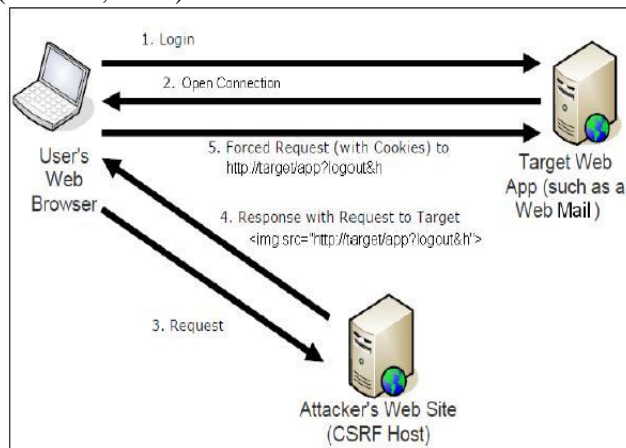 1. Login
2. Open Connection
5. Forced Request (with Cookies) to
http://target/app?logout&h
User's
Web
Browser
Target Web
App (such as a
Web Mail)
4. Response with Request to Target
<img src="http://target/app?logout&h">
3. Request
Attacker's Web Site
(CSRF Host)